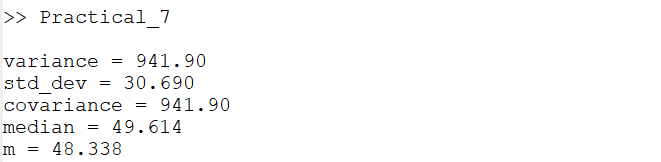 >> Practical_7
variance = 941.90
std_dev = 30.690
covariance = 941.90
median = 49.614
m = 48.338